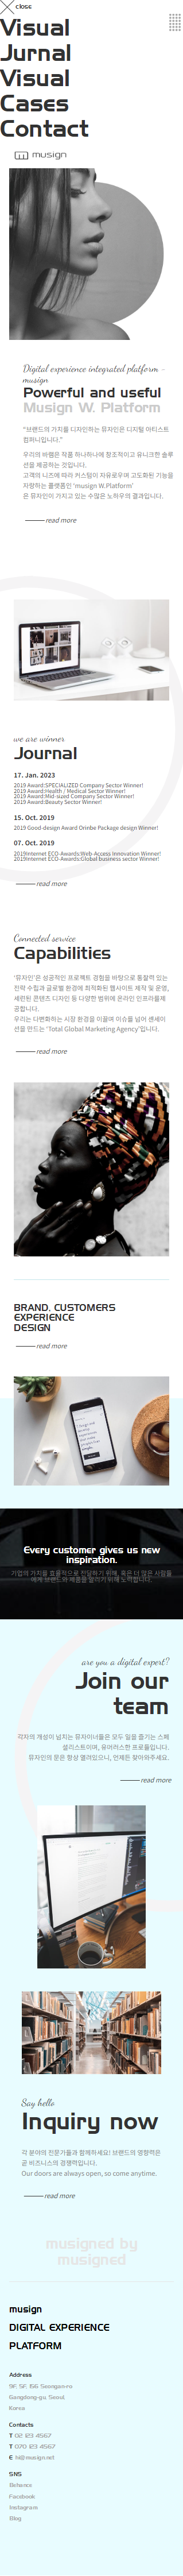 close
Visual
Jurnal
Visual
Cases
Contact
musign
Digital experience integrated platform -
musign
Powerful and useful
Musign W. Platform
"브랜드의 가치를 디자인하는 뮤자인은 디지털 아티스트
컴퍼니입니다."
우리의 바램은 작품 하나하나에 창조적이고 유니크한 솔루
션을 제공하는 것입니다.
고객의 니즈에 따라 커스텀이 자유로우며 고도화된 기능을
자랑하는 플랫폼인 'musign W.Platform'
은 뮤자인이 가지고 있는 수많은 노하우의 결과입니다.
read more
we are winner
Journal
17. Jan. 2023
2019 Award:SPECIALIZED Company Sector Winner!
2019 Award:Health / Medical Sector Winner!
2019 Award:Mid-sized Company Sector Winner!
2019 Award:Beauty Sector Winner!
15. Oct. 2019
2019 Good design Award Orinbe Package design Winner!
07. Oct. 2019
2019Internet ECO-Awards:Web-Access Innovation Winner!
2019Internet ECO-Awards:Global business sector Winner!
read more
Connected service
Capabilities
'뮤자인'은 성공적인 프로젝트 경험을 바탕으로 통찰력 있는
전략 수립과 글로벌 환경에 최적화된 웹사이트 제작 및 운영,
세련된 콘텐츠 디자인 등 다양한 범위에 온라인 인프라를제
공합니다.
우리는 다변화하는 시장 환경을 이끌며 이슈를 넘어 센세이
션을 만드는 'Total Global Marketing Agency'입니다.
read more
BRAND. CUSTOMERS
EXPERIENCE
DESIGN
read more
Every customer gives us new
inspiration.
기업의 가치를 효율적으로 전달하기 위해, 혹은 더 많은 사람들
에게 브랜드와 제품을 알리기 위해 노력합니다.
are you a digital expert?
Join our
team
각자의 개성이 넘치는 뮤자이너들은 모두 일을 즐기는 스페
셜리스트이며, 유머러스한 프로들입니다.
뮤자인의 문은 항상 열려있으니, 언제든 찾아와주세요.
read more
Say hello
Inquiry now
각 분야의 전문가들과 함께하세요! 브랜드의 영향력은
곧 비즈니스의 경쟁력입니다.
Our doors are always open, so come anytime.
read more
musigned by
musigned
musign
DIGITAL EXPERIENCE
PLATFORM
Address
9F. 5F, 156 Seongan-ro
Gangdong-gu, Seoul,
Korea
Contacts
T 02 123 4567
T 070 123 4567
E hi@musign.net
SNS
Behance
Facebook
Instagram
Blog